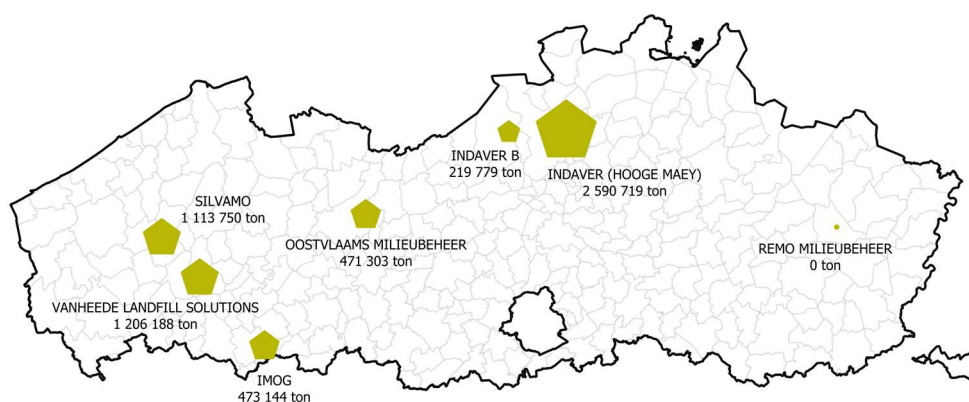 INDAVER B
219 779 ton
INDAVER (HOOGE MAEY)
2 590 719 ton
SILVAMO
1 113 750 ton
OOSTVLAAMS MILIEUBEHEER
471 303 ton
REMO MILIEUBEHEER
0 ton
VANHEEDE LANDFILL SOLUTIONS
1 206 188 ton
IMOG
473 144 ton